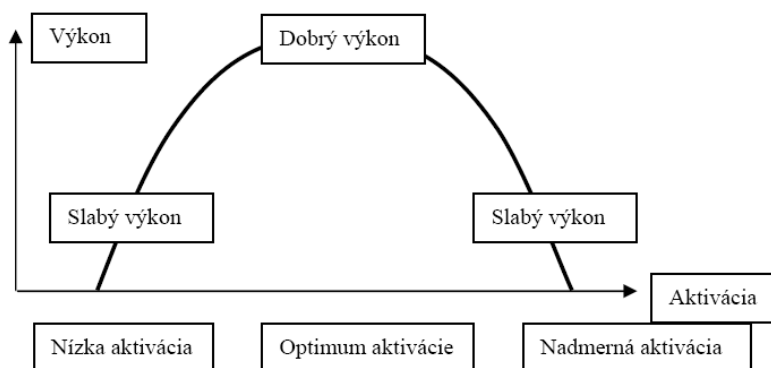 Výkon
Dobrý výkon
Slabý výkon
Slabý výkon
Aktivácia
Nízka aktivácia
Optimum aktivácie
Nadmerná aktivácia